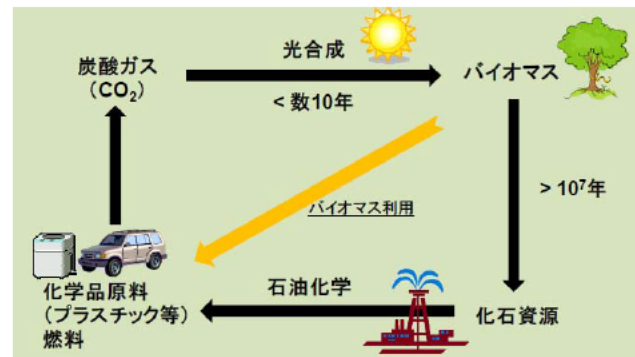 光合成
炭酸ガス
(CO₂)
バイオマス
< 数10年
> 10⁷年
バイオマス利用
石油化学
化学品原料
(プラスチック等)
燃料
化石資源